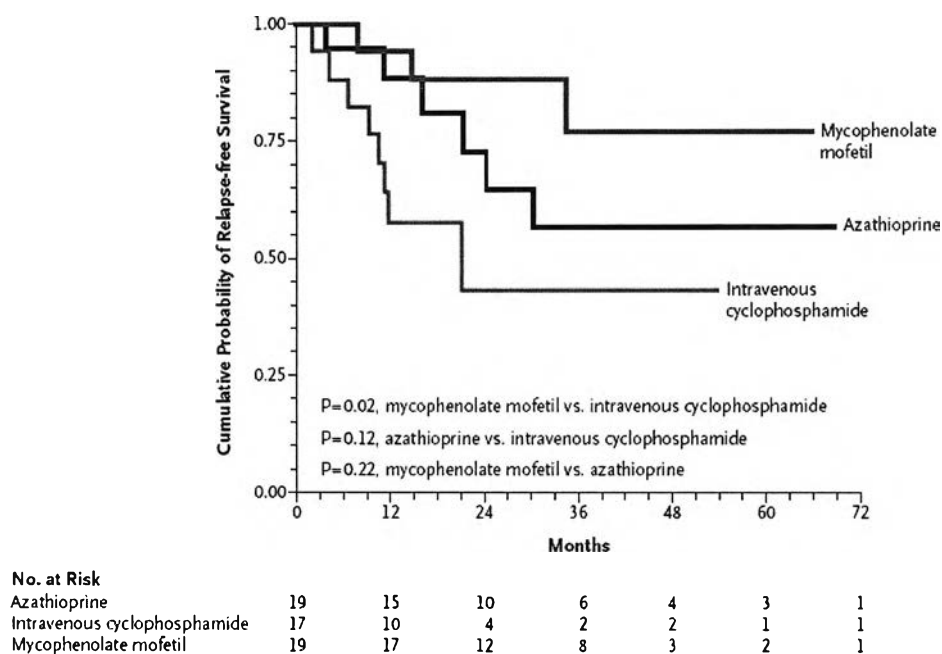 Cumulative Probability of Relapse-free Survival
1.00
0.75
0.50
0.25
0.00
Mycophenolate
mofetil
Azathioprine
Intravenous
cyclophosphamide
P=0.02, mycophenolate mofetil vs. intravenous cyclophosphamide
P=0.12, azathioprine vs. intravenous cyclophosphamide
P=0.22, mycophenolate mofetil vs. azathioprine
0 12 24 36 48 60 72
Months
No. at Risk
Azathioprine 19 15 10 6 4 3 1
Intravenous cyclophosphamide 17 10 4 2 2 1 1
Mycophenolate mofetil 19 17 12 8 3 2 1